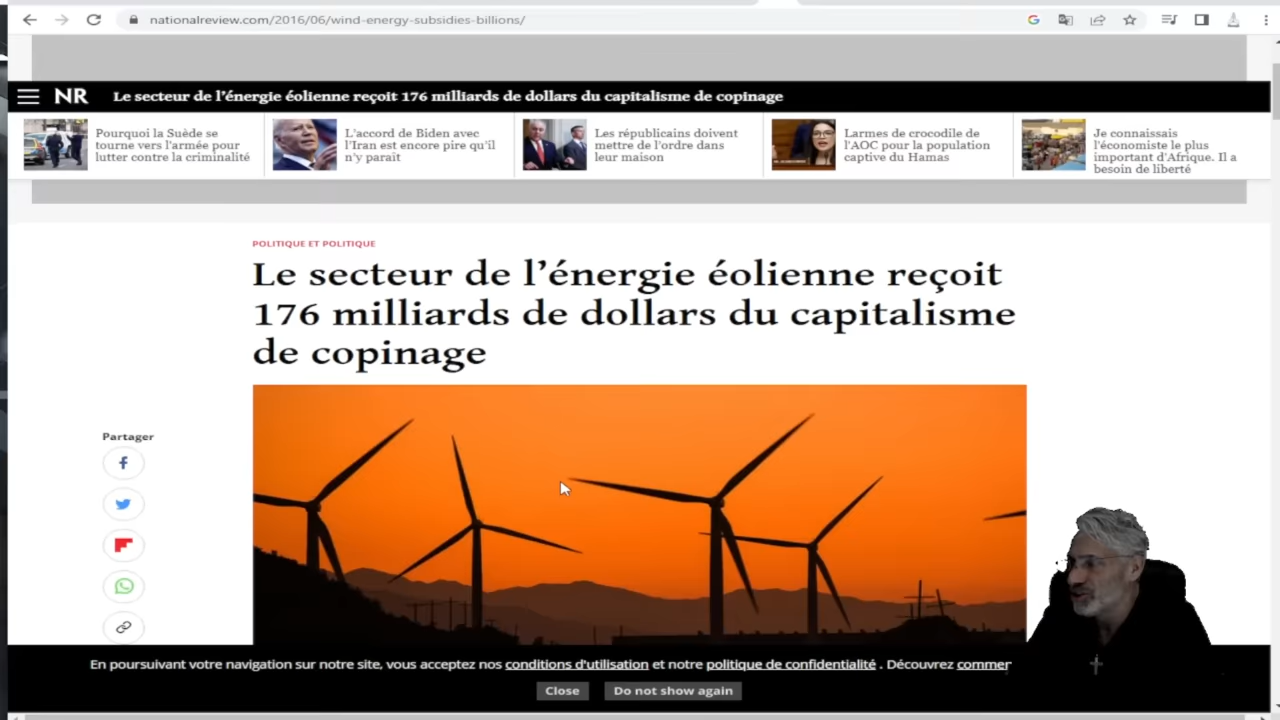 nationalreview.com/2016/06/wind-energy-subsidies-billions/
NR
Le secteur de l'énergie éolienne reçoit 176 milliards de dollars du capitalisme de copinage
Pourquoi la Suède se
tourne vers l'armée pour
lutter contre la criminalité
L'accord de Biden avec
l'Iran est encore pire qu'il
n'y paraît
Les républicains doivent
mettre de l'ordre dans
leur maison
Larmes de crocodile de
l'AOC pour la population
captive du Hamas
Je connaissais
l'économiste le plus
important d'Afrique. Il a
besoin de liberté
POLITIQUE ET POLITIQUE
Le secteur de l'énergie éolienne reçoit
176 milliards de dollars du capitalisme
de copinage
Partager
En poursuivant votre navigation sur notre site, vous acceptez nos conditions d'utilisation et notre politique de confidentialité . Découvrez commer
Close
Do not show again